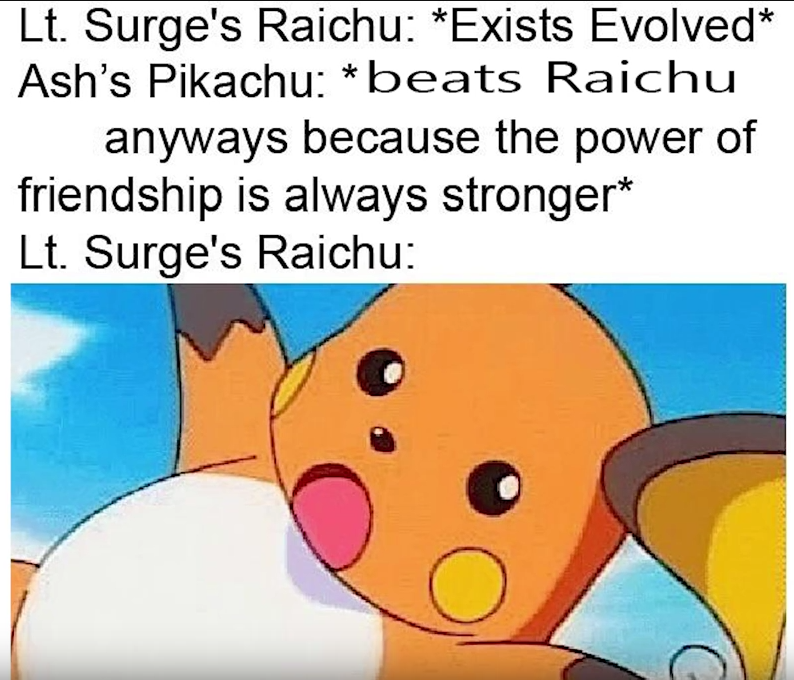 Lt. Surge's Raichu: *Exists Evolved*
Ash’s Pikachu: *beats Raichu
anyways because the power of
friendship is always stronger*
Lt. Surge's Raichu: